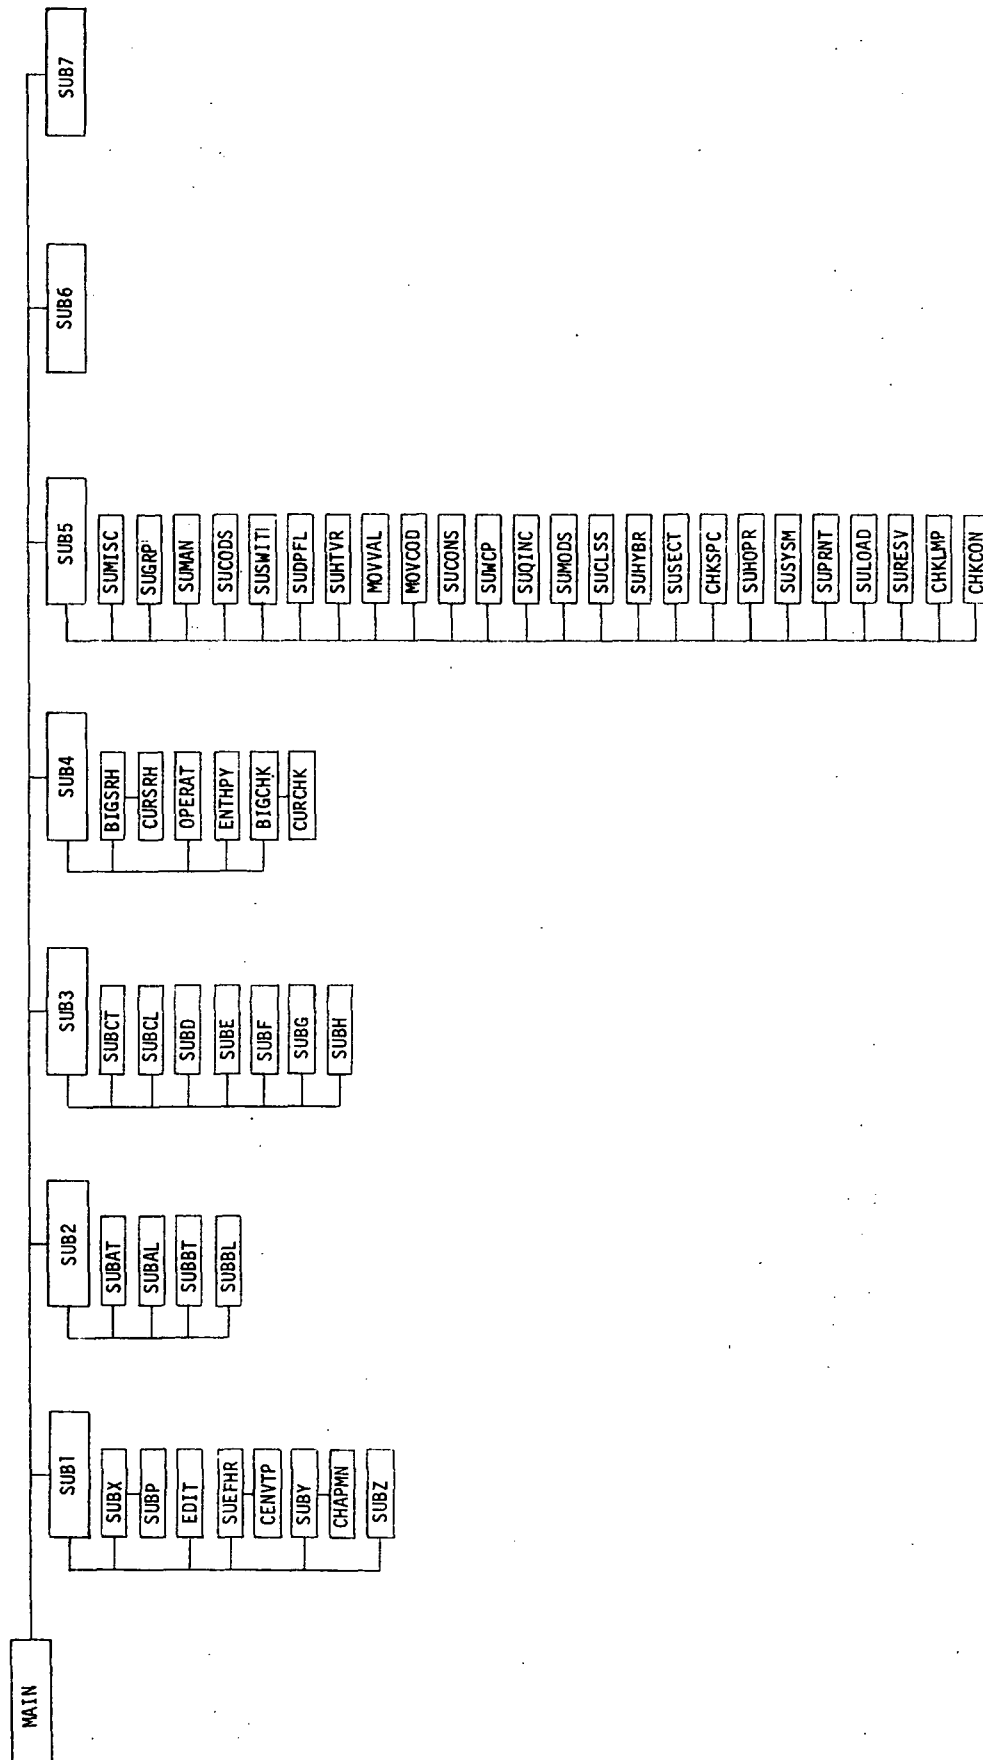 MAIN
SUB1
SUBX
SUBP
EDIT
SUEFHR
CENVTP
SUBY
CHAPMN
SUBZ
SUB2
SUBAT
SUBAL
SUBBT
SUBBL
SUB3
SUBCT
SUBCL
SUBD
SUBE
SUBF
SUBG
SUBH
SUB4
BIGSRH
CURSRH
OPERAT
ENTHPY
BIGCHK
CURCHK
SUB5
SUMISC
SUGRP
SUMAN
SUCODS
SUSWITI
SUDPFL
SUHTVR
MOVVAL
MOVCOD
SUCONS
SUWCP
SUQINC
SUMODS
SUCLSS
SUHYBR
SUSECT
CHKSPC
SUHOPR
SUSYSM
SUPRNT
SULOAD
SURESV
CHKLMP
CHKCON
SUB6
SUB7